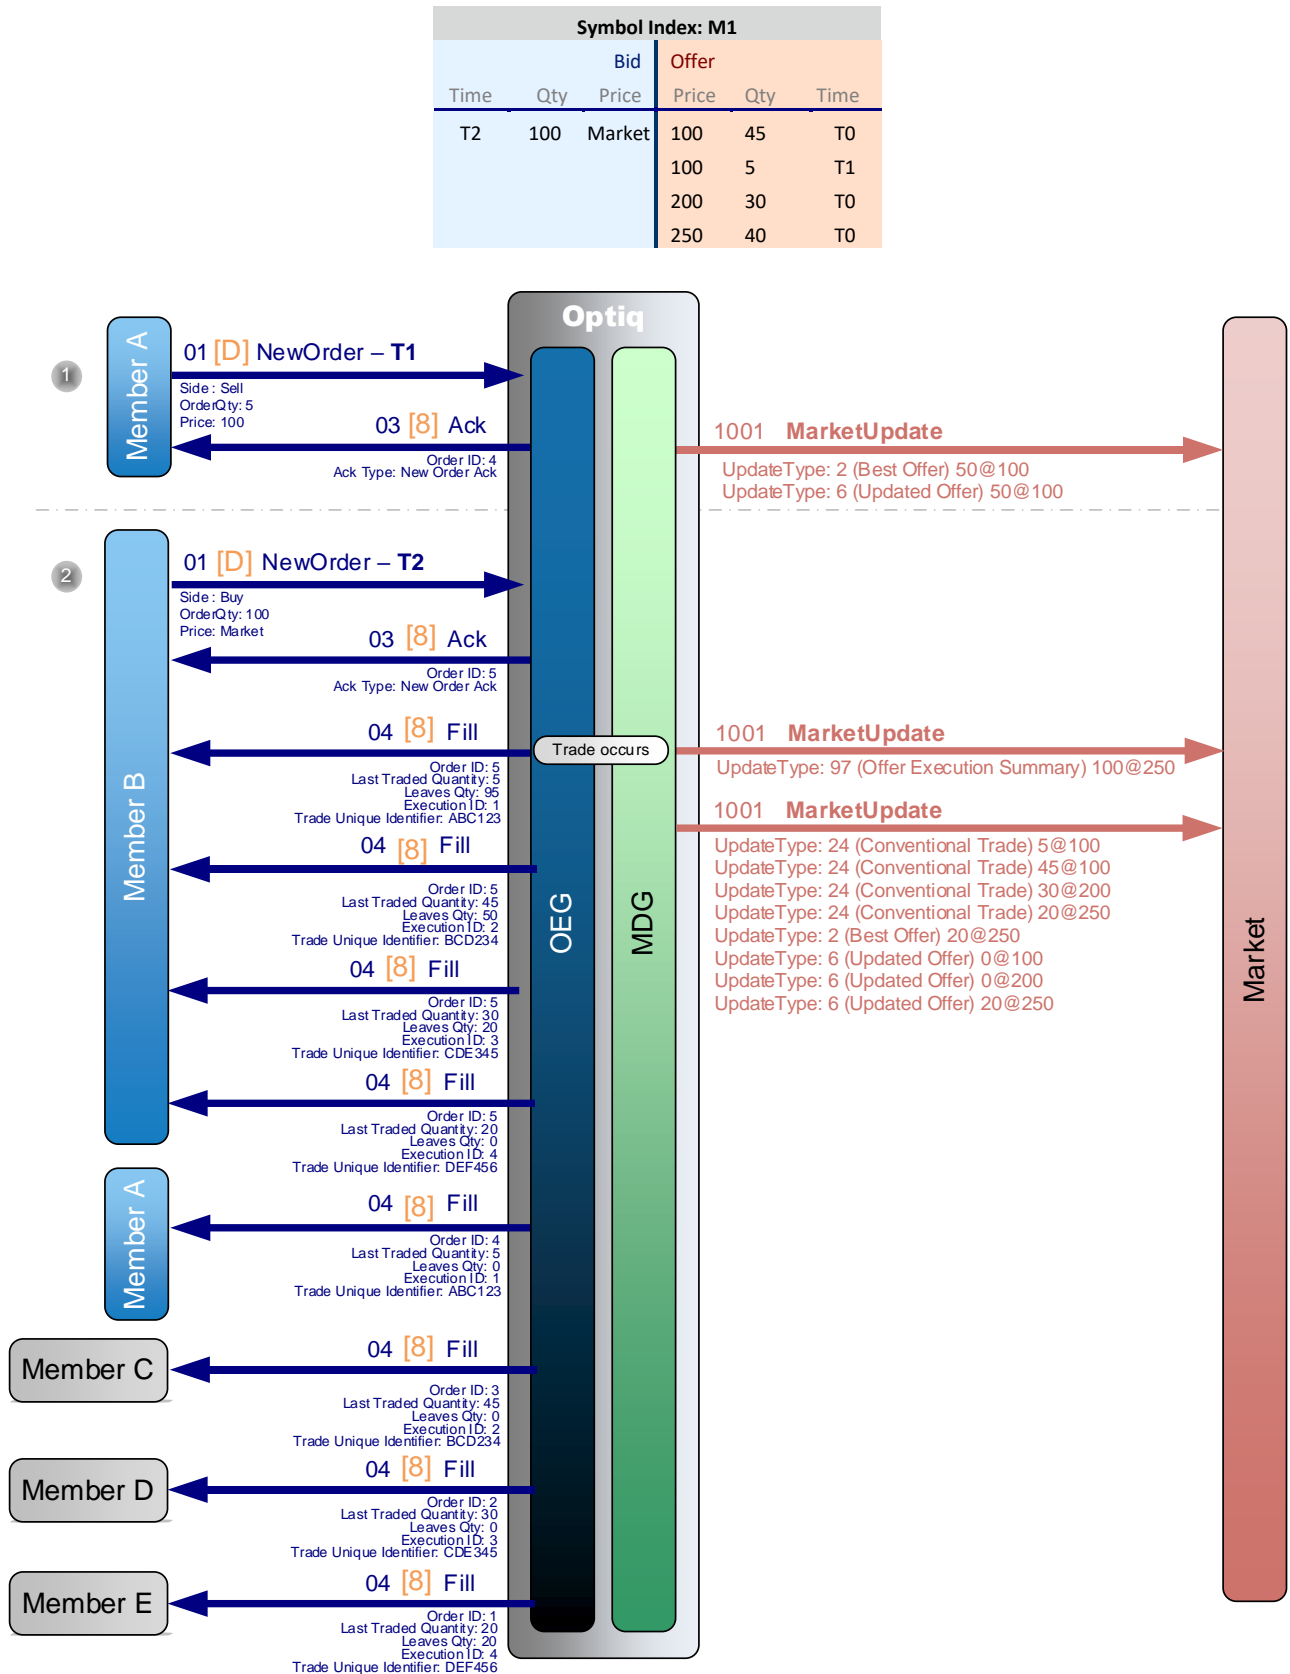 Symbol Index: M1
Bid Offer
Time Qty Price Price Qty Time
T2 100 Market 100 45 T0
100 5 T1
200 30 T0
250 40 T0
Optiq
OEG
MDG
Market
1
Member A
01 [D] NewOrder – T1
Side : Sell
OrderQty: 5
Price: 100
03 [8] Ack
Order ID: 4
Ack Type: New Order Ack
1001 MarketUpdate
UpdateType: 2 (Best Offer) 50@100
UpdateType: 6 (Updated Offer) 50@100
2
Member B
01 [D] NewOrder – T2
Side : Buy
OrderQty: 100
Price: Market
03 [8] Ack
Order ID: 5
Ack Type: New Order Ack
04 [8] Fill
Trade occurs
Order ID: 5
Last Traded Quantity: 5
Leaves Qty: 95
Execution ID: 1
Trade Unique Identifier: ABC123
1001 MarketUpdate
UpdateType: 97 (Offer Execution Summary) 100@250
1001 MarketUpdate
UpdateType: 24 (Conventional Trade) 5@100
UpdateType: 24 (Conventional Trade) 45@100
UpdateType: 24 (Conventional Trade) 30@200
UpdateType: 24 (Conventional Trade) 20@250
UpdateType: 2 (Best Offer) 20@250
UpdateType: 6 (Updated Offer) 0@100
UpdateType: 6 (Updated Offer) 0@200
UpdateType: 6 (Updated Offer) 20@250
04 [8] Fill
Order ID: 5
Last Traded Quantity: 45
Leaves Qty: 50
Execution ID: 2
Trade Unique Identifier: BCD234
04 [8] Fill
Order ID: 5
Last Traded Quantity: 30
Leaves Qty: 20
Execution ID: 3
Trade Unique Identifier: CDE345
04 [8] Fill
Order ID: 5
Last Traded Quantity: 20
Leaves Qty: 0
Execution ID: 4
Trade Unique Identifier: DEF456
Member A
04 [8] Fill
Order ID: 4
Last Traded Quantity: 5
Leaves Qty: 0
Execution ID: 1
Trade Unique Identifier: ABC123
Member C
04 [8] Fill
Order ID: 3
Last Traded Quantity: 45
Leaves Qty: 0
Execution ID: 2
Trade Unique Identifier: BCD234
Member D
04 [8] Fill
Order ID: 2
Last Traded Quantity: 30
Leaves Qty: 0
Execution ID: 3
Trade Unique Identifier: CDE345
Member E
04 [8] Fill
Order ID: 1
Last Traded Quantity: 20
Leaves Qty: 20
Execution ID: 4
Trade Unique Identifier: DEF456